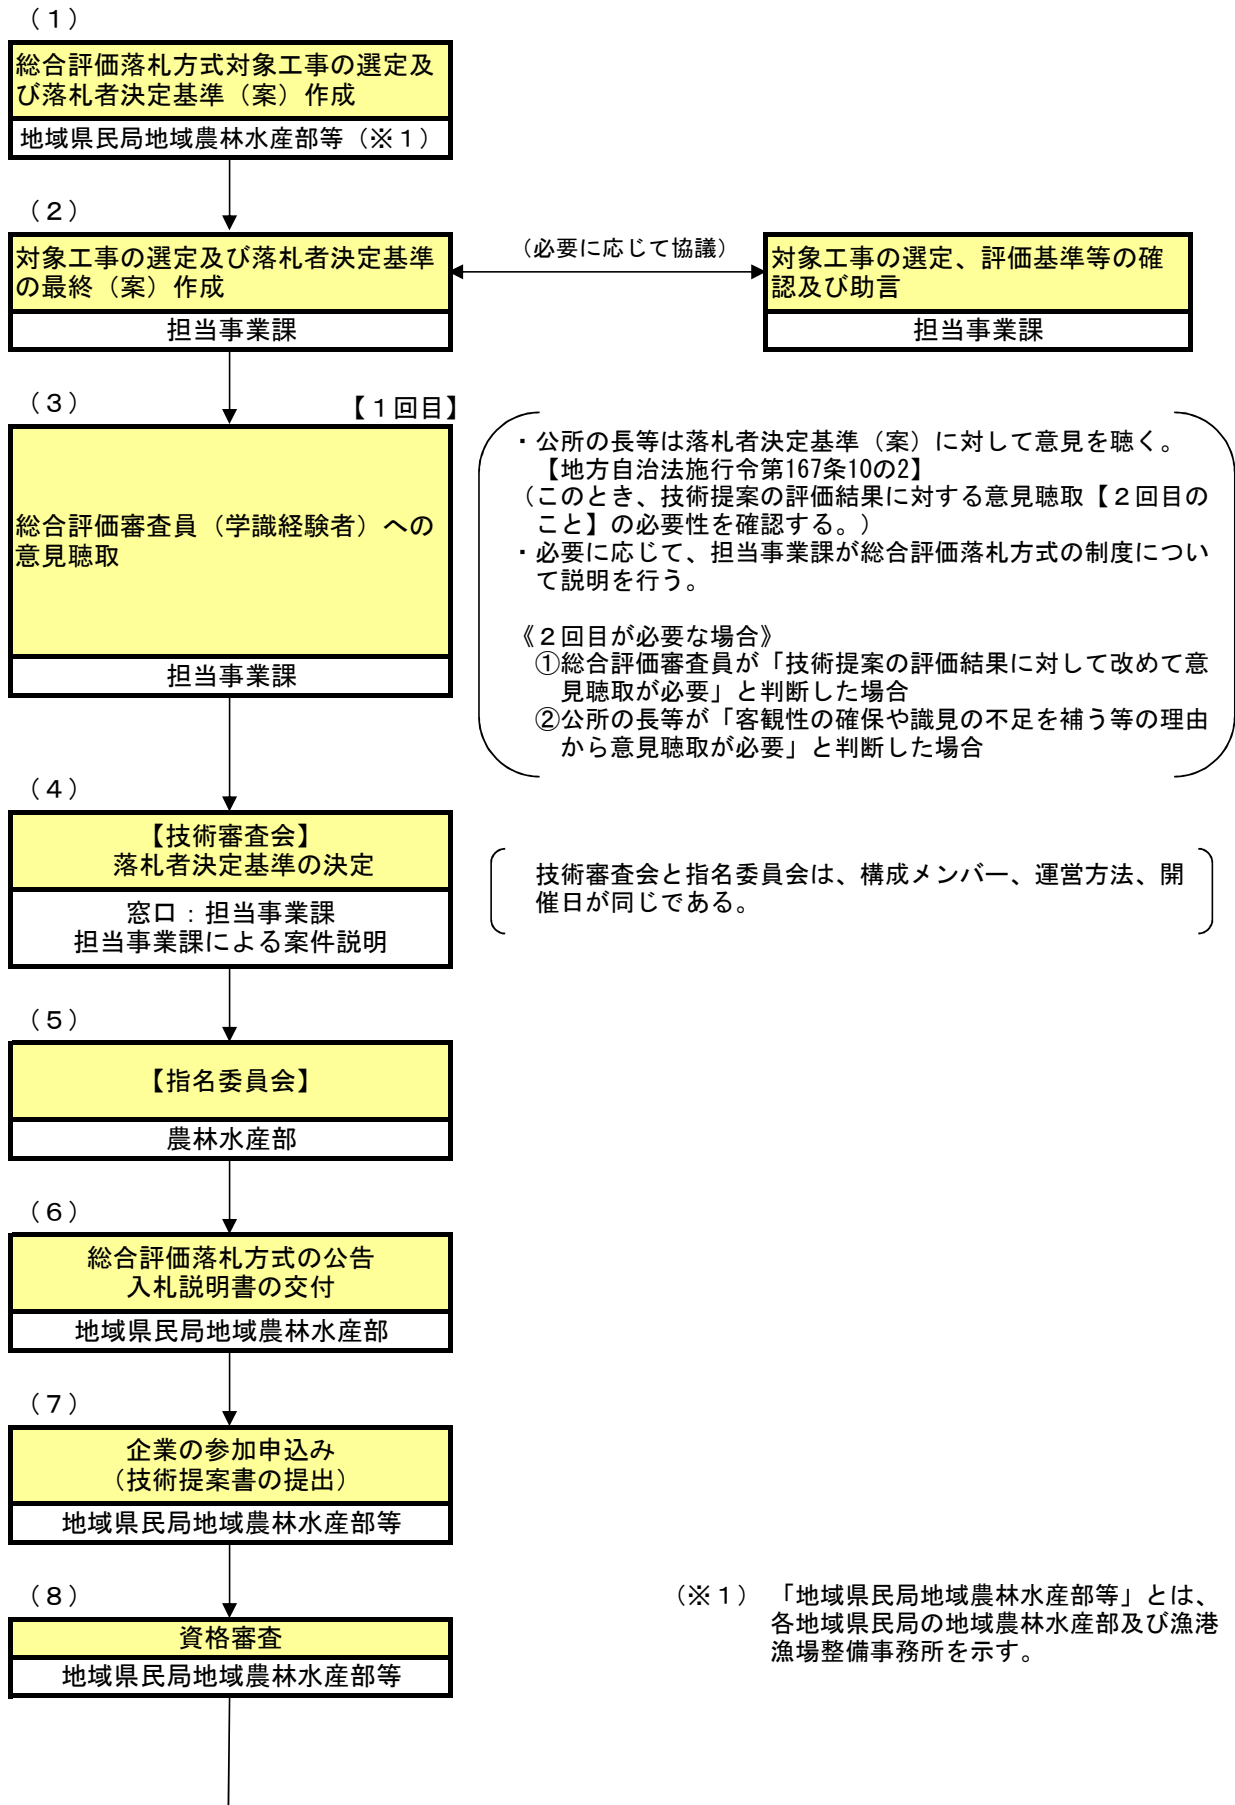 （１）
総合評価落札方式対象工事の選定及
び落札者決定基準（案）作成
地域県民局地域農林水産部等（※１）
（２）
対象工事の選定及び落札者決定基準
の最終（案）作成
担当事業課
（必要に応じて協議）
対象工事の選定、評価基準等の確
認及び助言
担当事業課
（３）
【１回目】
総合評価審査員（学識経験者）への
意見聴取
担当事業課
・公所の長等は落札者決定基準（案）に対して意見を聴く。
【地方自治法施行令第167条10の2】
（このとき、技術提案の評価結果に対する意見聴取【２回目の
こと】の必要性を確認する。）
・必要に応じて、担当事業課が総合評価落札方式の制度につい
て説明を行う。
《２回目が必要な場合》
①総合評価審査員が「技術提案の評価結果に対して改めて意
見聴取が必要」と判断した場合
②公所の長等が「客観性の確保や識見の不足を補う等の理由
から意見聴取が必要」と判断した場合
（４）
【技術審査会】
落札者決定基準の決定
窓口：担当事業課
担当事業課による案件説明
技術審査会と指名委員会は、構成メンバー、運営方法、開
催日が同じである。
（５）
【指名委員会】
農林水産部
（６）
総合評価落札方式の公告
入札説明書の交付
地域県民局地域農林水産部
（７）
企業の参加申込み
（技術提案書の提出）
地域県民局地域農林水産部等
（８）
資格審査
地域県民局地域農林水産部等
（※１）　「地域県民局地域農林水産部等」とは、
各地域県民局の地域農林水産部及び漁港
漁場整備事務所を示す。